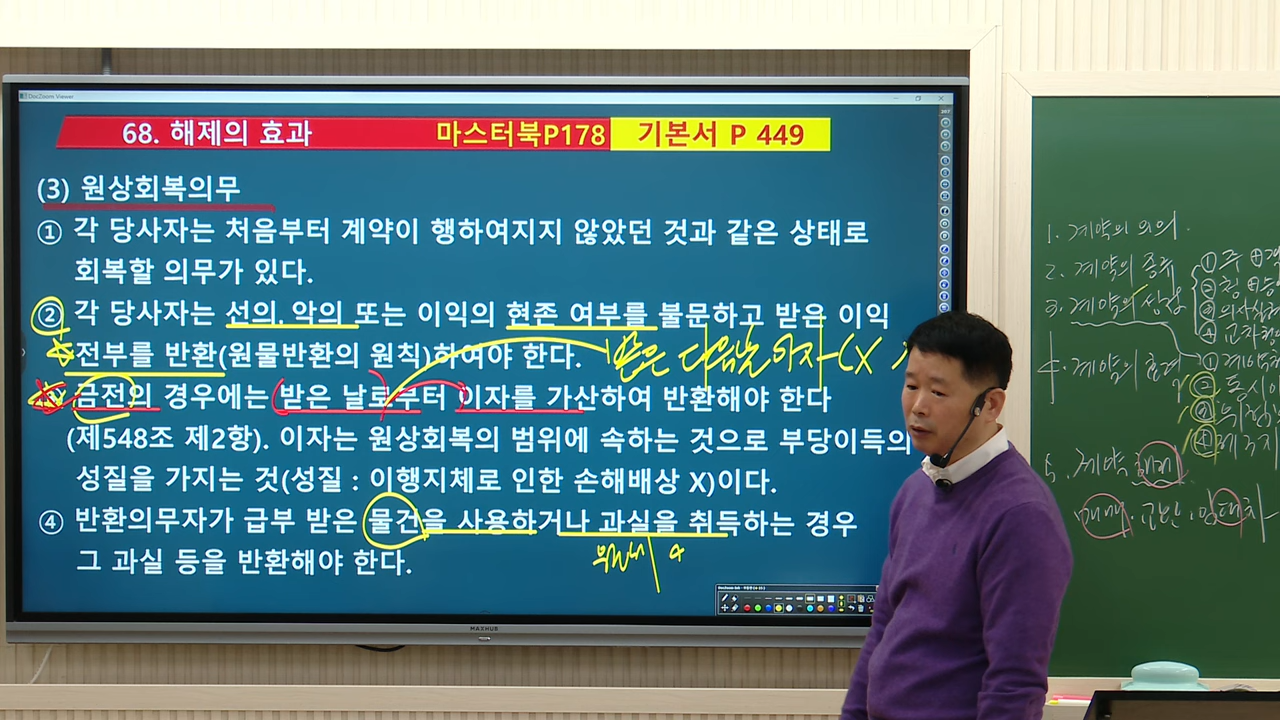 DocZoom Viewer
68. 해제의 효과 마스터북P178 기본서 P 449
(3) 원상회복의무
① 각 당사자는 처음부터 계약이 행하여지지 않았던 것과 같은 상태로
회복할 의무가 있다.
② 각 당사자는 선의, 악의 또는 이익의 현존 여부를 불문하고 받은 이익
전부를 반환(원물반환의 원칙)하여야 한다.
받은 다음날 이자 (X
금전의 경우에는 받은 날로부터 이자를 가산하여 반환해야 한다
(제548조 제2항). 이자는 원상회복의 범위에 속하는 것으로 부당이득의
성질을 가지는 것(성질 : 이행지체로 인한 손해배상 X)이다.
④ 반환의무자가 급부 받은 물건을 사용하거나 과실을 취득하는 경우
그 과실 등을 반환해야 한다.
MAXHUB
1. 계약의 의의.
2. 계약의 종류
3. 계약의 성립
4. 계약의 효력
5. 계약 해제
매매. 교환.